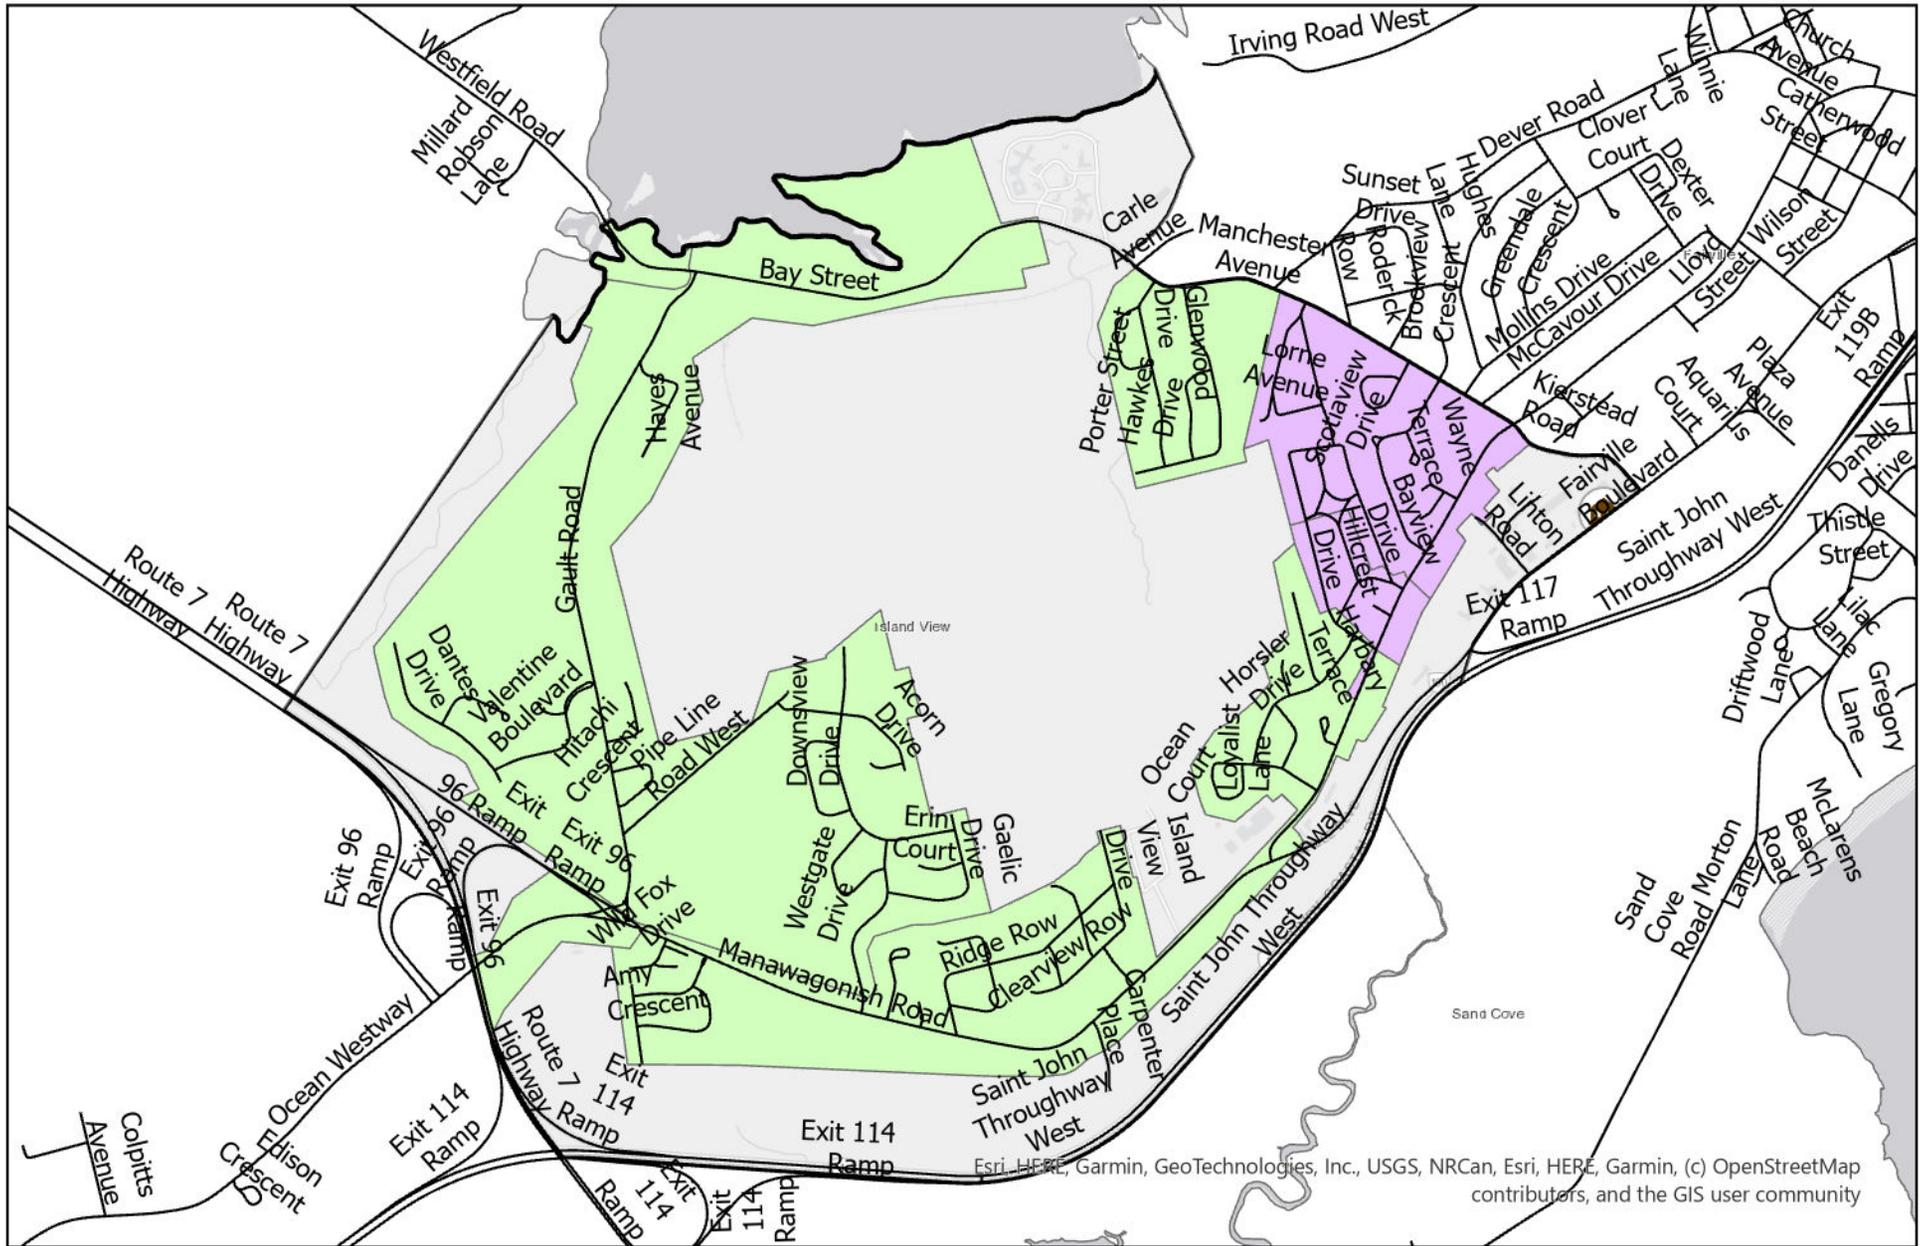 Westfield Road
Millard
Robson
Lane
Irving Road West
Winnie
Lane
Church
Avenue
Catherwood
Street
Dever Road
Clover
Court
Dexter
Drive
Hughes
Lane
Sunset
Drive
Carle
Avenue
Manchester
Avenue
Row
Roderick
Brookview
Crescent
Greendale
Crescent
Mollins Drive
McCavour Drive
Lloyd
Street
Fairville
Wilson
Street
Exit
119B
Ramp
Bay Street
Hayes
Avenue
Porter Street
Hawkes
Drive
Drive
Glenwood
Lorne
Avenue
Scotiaview
Drive
Terrace
Wayne
Bayview
Drive
Hillcrest
Drive
Kierstead
Road
Aquarius
Court
Plaza
Avenue
Fairville
Boulevard
Linton
Road
Danells
Drive
Thistle
Street
Saint John
Throughway West
Exit 117
Ramp
Gault Road
Route 7
Highway
Route 7
Highway
Island View
Harbary
Terrace
Horsler
Drive
Loyalist
Lane
Ocean
Court
Driftwood
Lane
Lilac
Lane
Gregory
Lane
Dantes
Drive
Valentine
Boulevard
Hitachi
Crescent
Pipe Line
Road West
Downsview
Drive
Acorn
Drive
Exit
96 Ramp
Exit 96
Ramp
Exit 96
Ramp
Exit 96
Ramp
Exit 96
Ramp
Westgate
Drive
Erin
Court
Gaelic
Drive
Island
View
Drive
Wild Fox
Drive
Amy
Crescent
Manawagonish Road
Ridge Row
Clearview Row
Carpenter
Place
Saint John Throughway
West
McLarens
Beach
Road
Sand
Cove
Road
Morton
Lane
Sand Cove
Ocean Westway
Route 7
Highway
Exit
114
Ramp
Exit 114
Ramp
Exit 114
Ramp
Saint John
Throughway
West
Colpitts
Avenue
Edison
Crescent
Exit
114
Ramp
Exit
114
Ramp
Esri, HERE, Garmin, GeoTechnologies, Inc., USGS, NRCan, Esri, HERE, Garmin, (c) OpenStreetMap
contributors, and the GIS user community